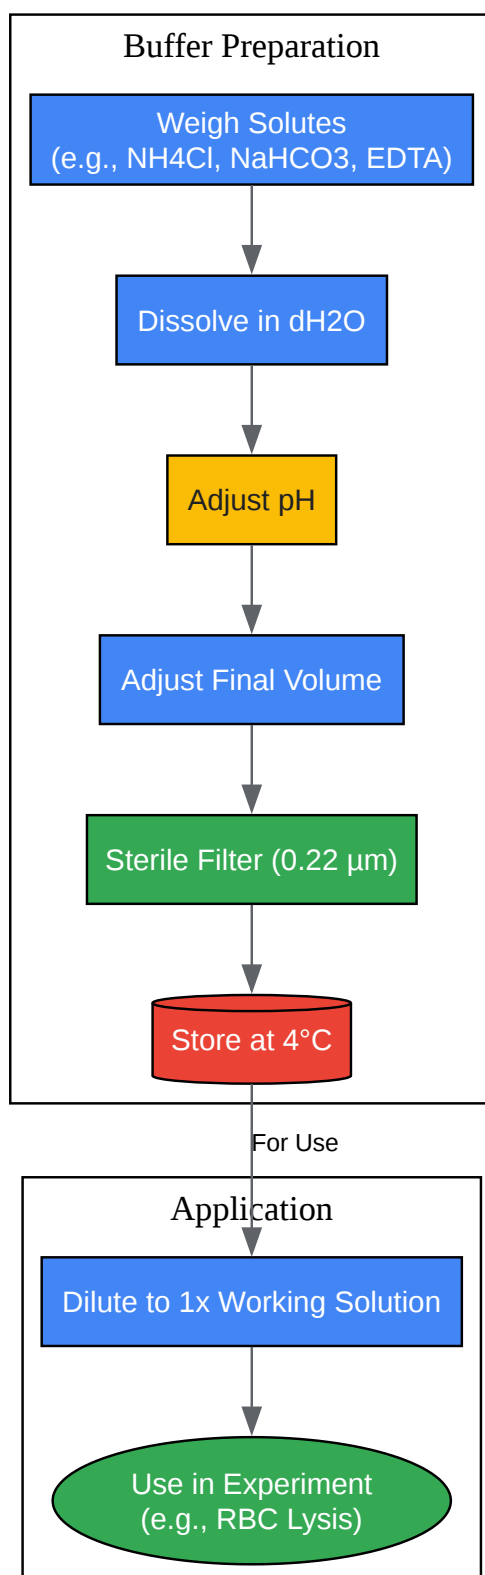 Buffer Preparation
Weigh Solutes
(e.g., NH4Cl, NaHCO3, EDTA)
Dissolve in dH2O
Adjust pH
Adjust Final Volume
Sterile Filter (0.22 µm)
Store at 4°C
For Use
Application
Dilute to 1x Working Solution
Use in Experiment
(e.g., RBC Lysis)